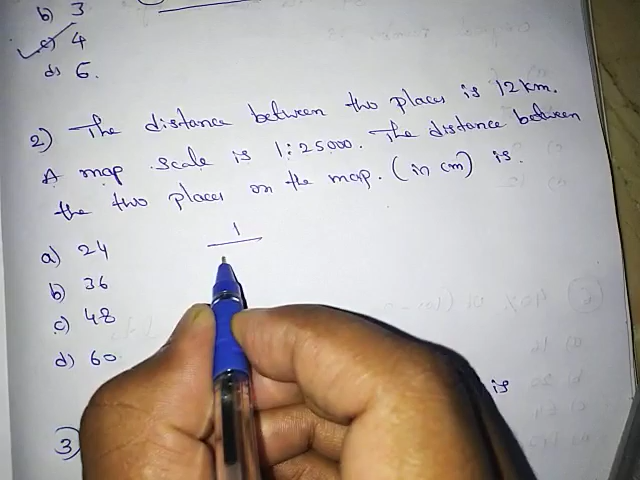 b) 3
c) 4
d) 6.
2) The distance between two places is 12 km.
A map scale is 1:25000. The distance between
the two places on the map. (in cm) is.
a) 24
b) 36
c) 48
d) 60
1
is
3)